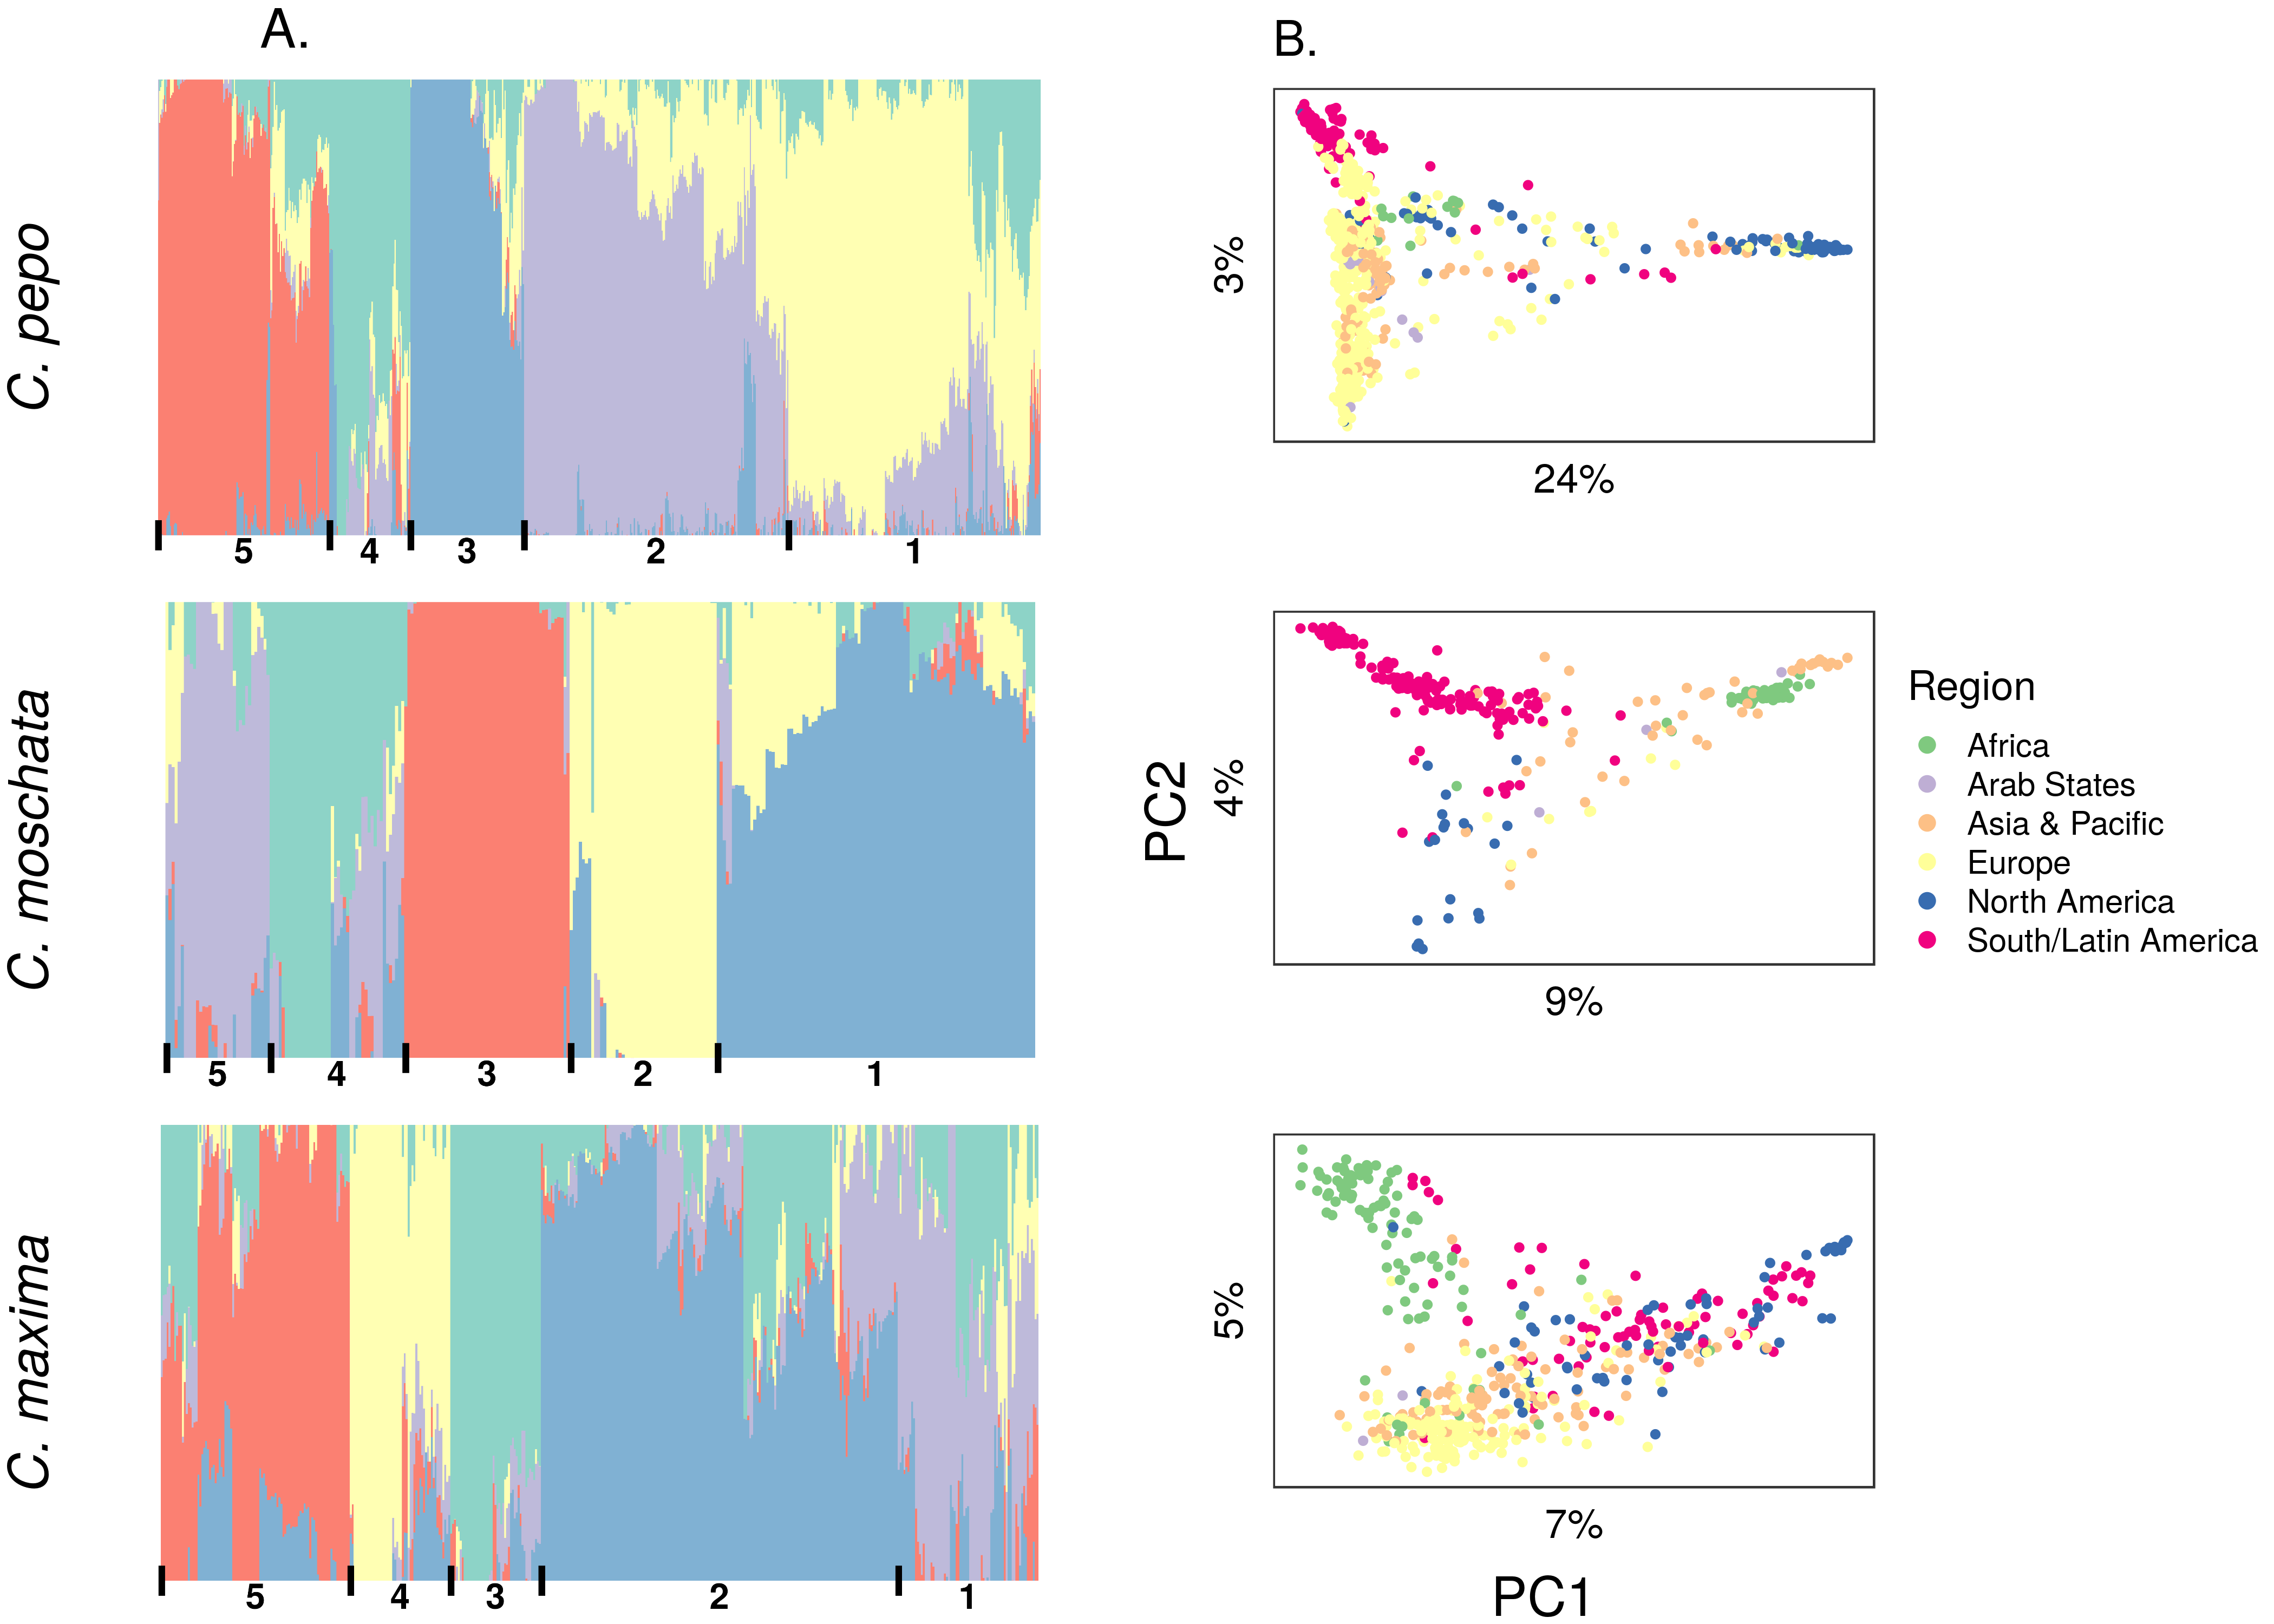 A.
B.
C. pepo
5 4 3 2 1
3%
24%
C. moschata
5 4 3 2 1
PC2
4%
9%
Region
Africa
Arab States
Asia & Pacific
Europe
North America
South/Latin America
C. maxima
5 4 3 2 1
5%
7%
PC1